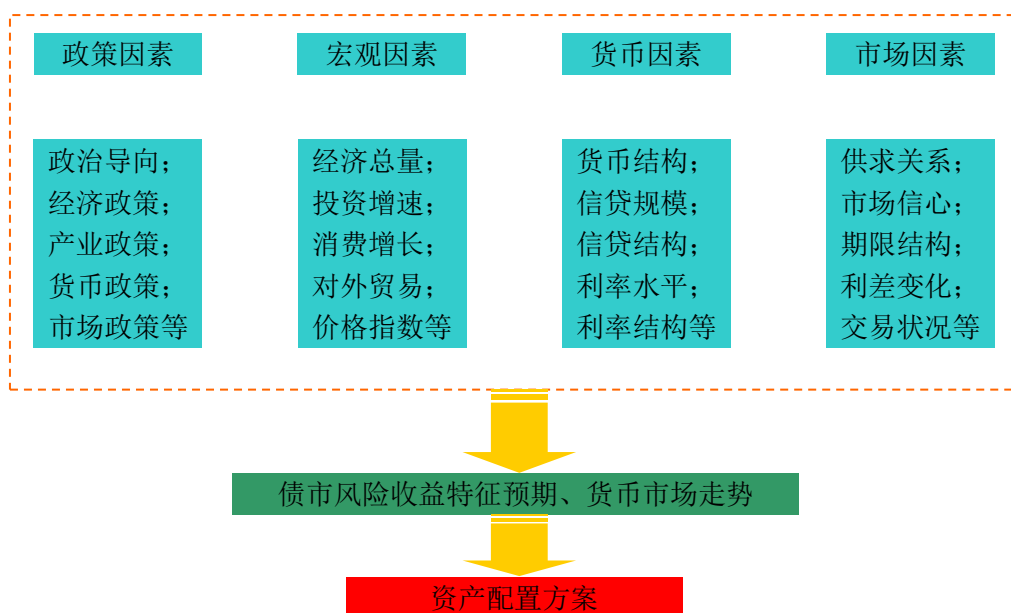 政策因素
宏观因素
货币因素
市场因素
政治导向；
经济政策；
产业政策；
货币政策；
市场政策等
经济总量；
投资增速；
消费增长；
对外贸易；
价格指数等
货币结构；
信贷规模；
信贷结构；
利率水平；
利率结构等
供求关系；
市场信心；
期限结构；
利差变化；
交易状况等
债市风险收益特征预期、货币市场走势
资产配置方案